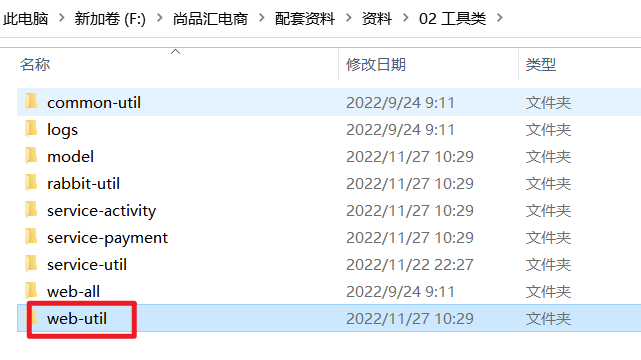 此电脑 > 新加卷 (F:) > 尚品汇电商 > 配套资料 > 资料 > 02 工具类 >
名称 修改日期 类型
common-util 2022/9/24 9:11 文件夹
logs 2022/9/24 9:11 文件夹
model 2022/11/27 10:29 文件夹
rabbit-util 2022/11/27 10:29 文件夹
service-activity 2022/11/27 10:29 文件夹
service-payment 2022/11/27 10:29 文件夹
service-util 2022/11/22 22:27 文件夹
web-all 2022/9/24 9:11 文件夹
web-util 2022/11/27 10:29 文件夹